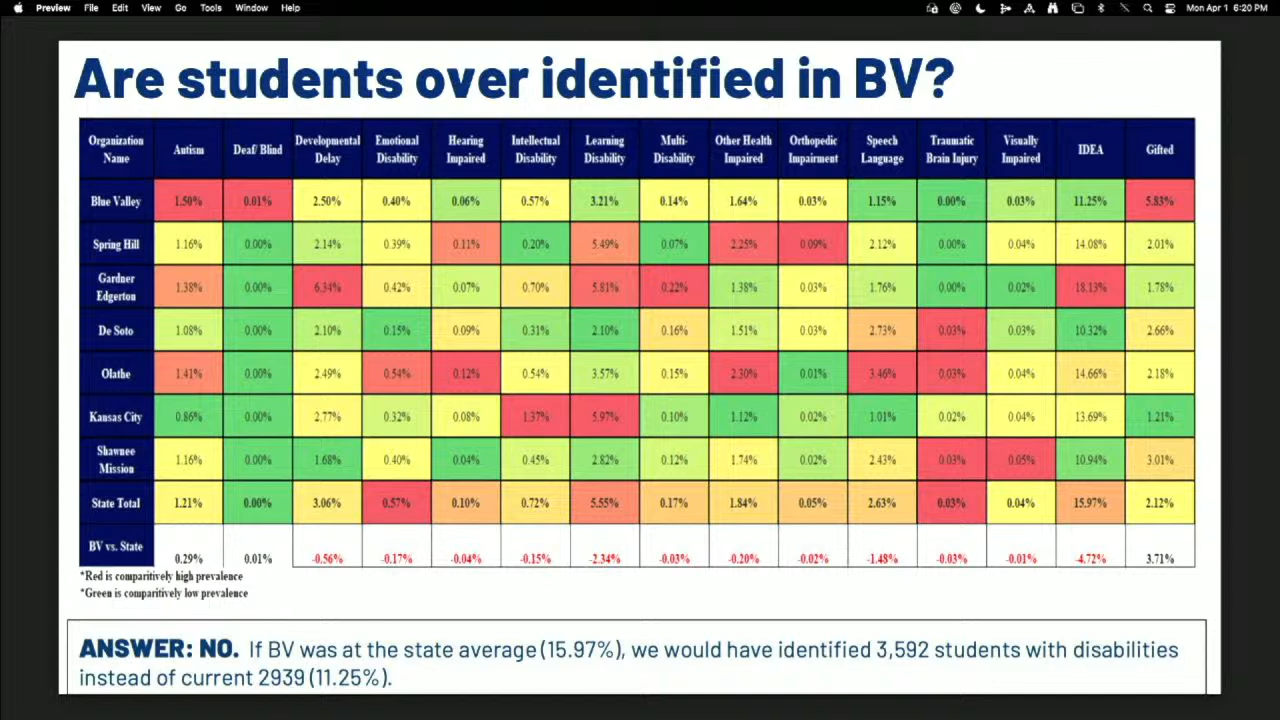 Preview File Edit View Go Tools Window Help Mon Apr 1 6:20 PM
Are students over identified in BV?
Organization Name Autism Deaf/ Blind Developmental Delay Emotional Disability Hearing Impaired Intellectual Disability Learning Disability Multi-Disability Other Health Impaired Orthopedic Impairment Speech Language Traumatic Brain Injury Visually Impaired IDEA Gifted
Blue Valley 1.50% 0.01% 2.50% 0.40% 0.06% 0.57% 3.21% 0.14% 1.64% 0.03% 1.15% 0.00% 0.03% 11.25% 5.83%
Spring Hill 1.16% 0.00% 2.14% 0.39% 0.11% 0.20% 5.49% 0.07% 2.25% 0.09% 2.12% 0.00% 0.04% 14.08% 2.01%
Gardner Edgerton 1.38% 0.00% 6.34% 0.42% 0.07% 0.70% 5.81% 0.22% 1.38% 0.03% 1.76% 0.00% 0.02% 18.13% 1.78%
De Soto 1.08% 0.00% 2.10% 0.15% 0.09% 0.31% 2.10% 0.16% 1.51% 0.03% 2.73% 0.03% 0.03% 10.32% 2.66%
Olathe 1.41% 0.00% 2.49% 0.54% 0.12% 0.54% 3.57% 0.15% 2.30% 0.01% 3.46% 0.03% 0.04% 14.66% 2.18%
Kansas City 0.86% 0.00% 2.77% 0.32% 0.08% 1.37% 5.97% 0.10% 1.12% 0.02% 1.01% 0.02% 0.04% 13.69% 1.21%
Shawnee Mission 1.16% 0.00% 1.68% 0.40% 0.04% 0.45% 2.82% 0.12% 1.74% 0.02% 2.43% 0.03% 0.05% 10.94% 3.01%
State Total 1.21% 0.00% 3.06% 0.57% 0.10% 0.72% 5.55% 0.17% 1.84% 0.05% 2.63% 0.03% 0.04% 15.97% 2.12%
BV vs. State 0.29% 0.01% -0.56% -0.17% -0.04% -0.15% -2.34% -0.03% -0.20% -0.02% -1.48% -0.03% -0.01% -4.72% 3.71%
*Red is comparitively high prevalence
*Green is comparitively low prevalence
ANSWER: NO. If BV was at the state average (15.97%), we would have identified 3,592 students with disabilities
instead of current 2939 (11.25%).